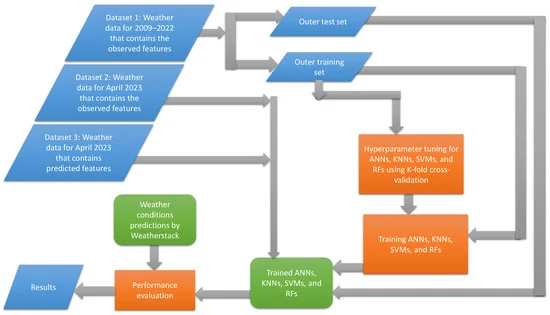 Dataset 1: Weather
data for 2009–2022
that contains the
observed features
Outer test set
Outer training
set
Dataset 2: Weather
data for April 2023
that contains the
observed features
Dataset 3: Weather
data for April 2023
that contains
predicted features
Hyperparameter tuning for
ANNs, KNNs, SVMs, and
RFs using K-fold cross-
validation
Weather
conditions
predictions by
Weatherstack
Training ANNs, KNNs,
SVMs, and RFs
Trained ANNs,
KNNs, SVMs, and
RFs
Performance
evaluation
Results